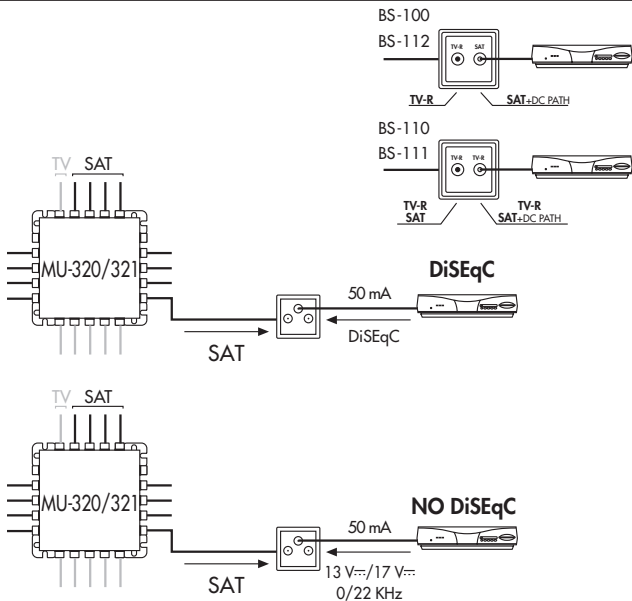 BS-100
BS-112
TV-R SAT
TV-R SAT+DC PATH
BS-110
BS-111
TV-R TV-R
TV-R TV-R
SAT SAT+DC PATH
TV SAT
MU-320/321
DiSEqC
50 mA
DiSEqC
SAT
TV SAT
MU-320/321
NO DiSEqC
50 mA
13 V⎓/17 V⎓
0/22 KHz
SAT